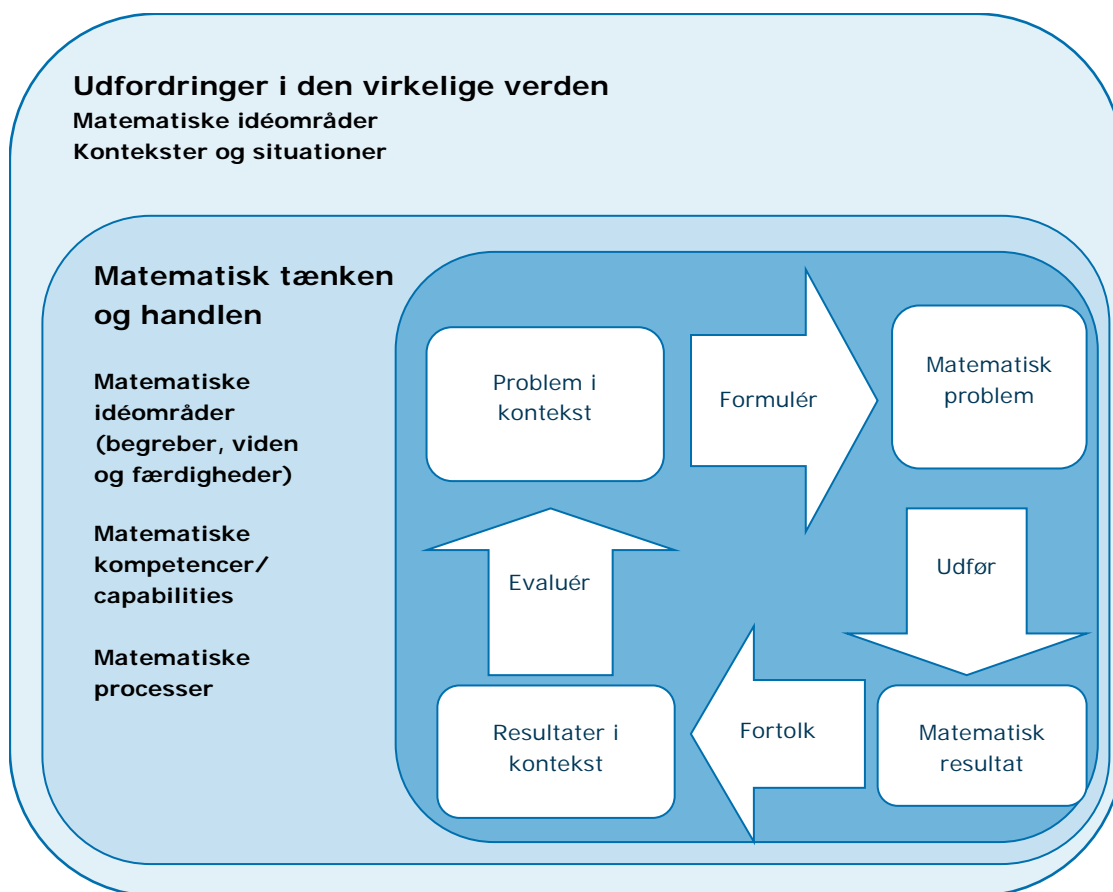 Udfordringer i den virkelige verden
Matematiske idéområder
Kontekster og situationer
Matematisk tænken
og handlen
Matematiske
idéområder
(begreber, viden
og færdigheder)
Matematiske
kompetencer/
capabilities
Matematiske
processer
Problem i
kontekst
Formulér
Matematisk
problem
Evaluér
Udfør
Resultater i
kontekst
Fortolk
Matematisk
resultat